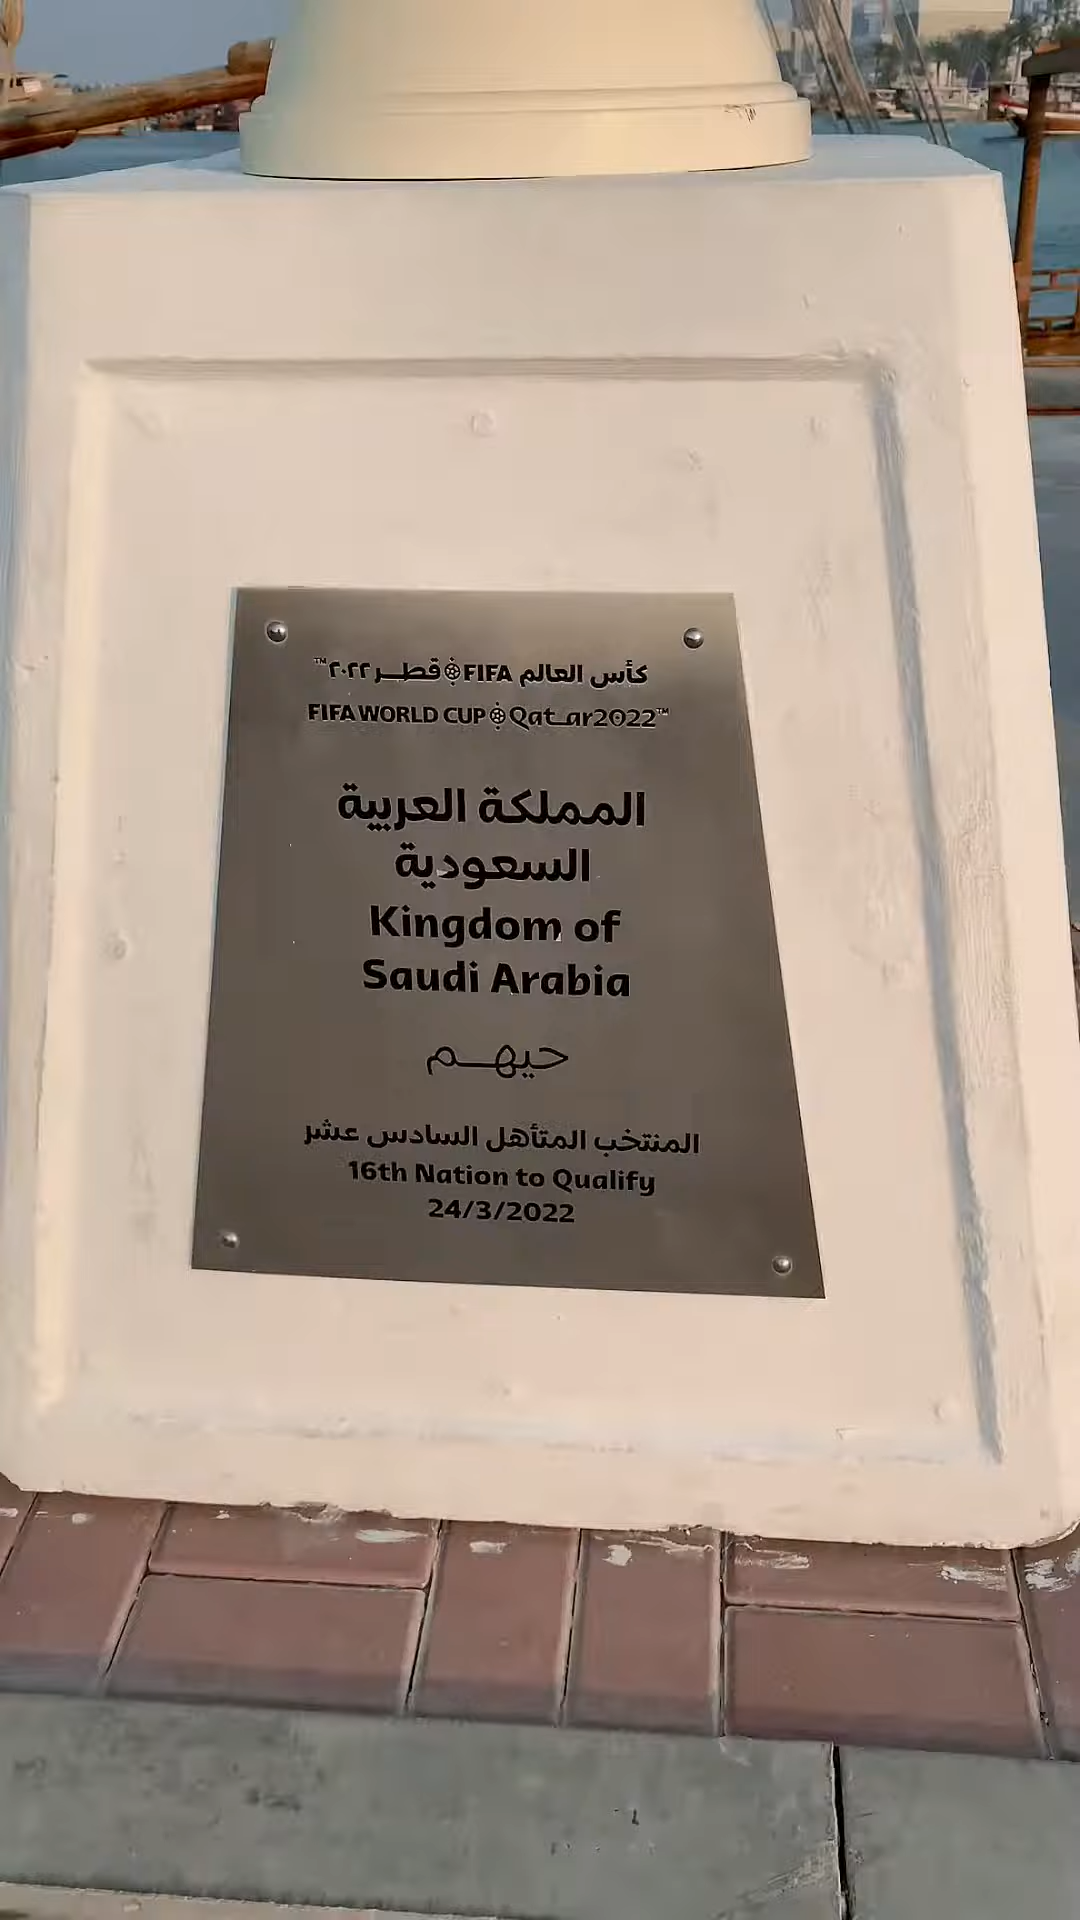 كأس العالم FIFA قطر ٢٠٢٢™
FIFA WORLD CUP Qatar2022™
المملكة العربية
السعودية
Kingdom of
Saudi Arabia
حيهم
المنتخب المتأهل السادس عشر
16th Nation to Qualify
24/3/2022